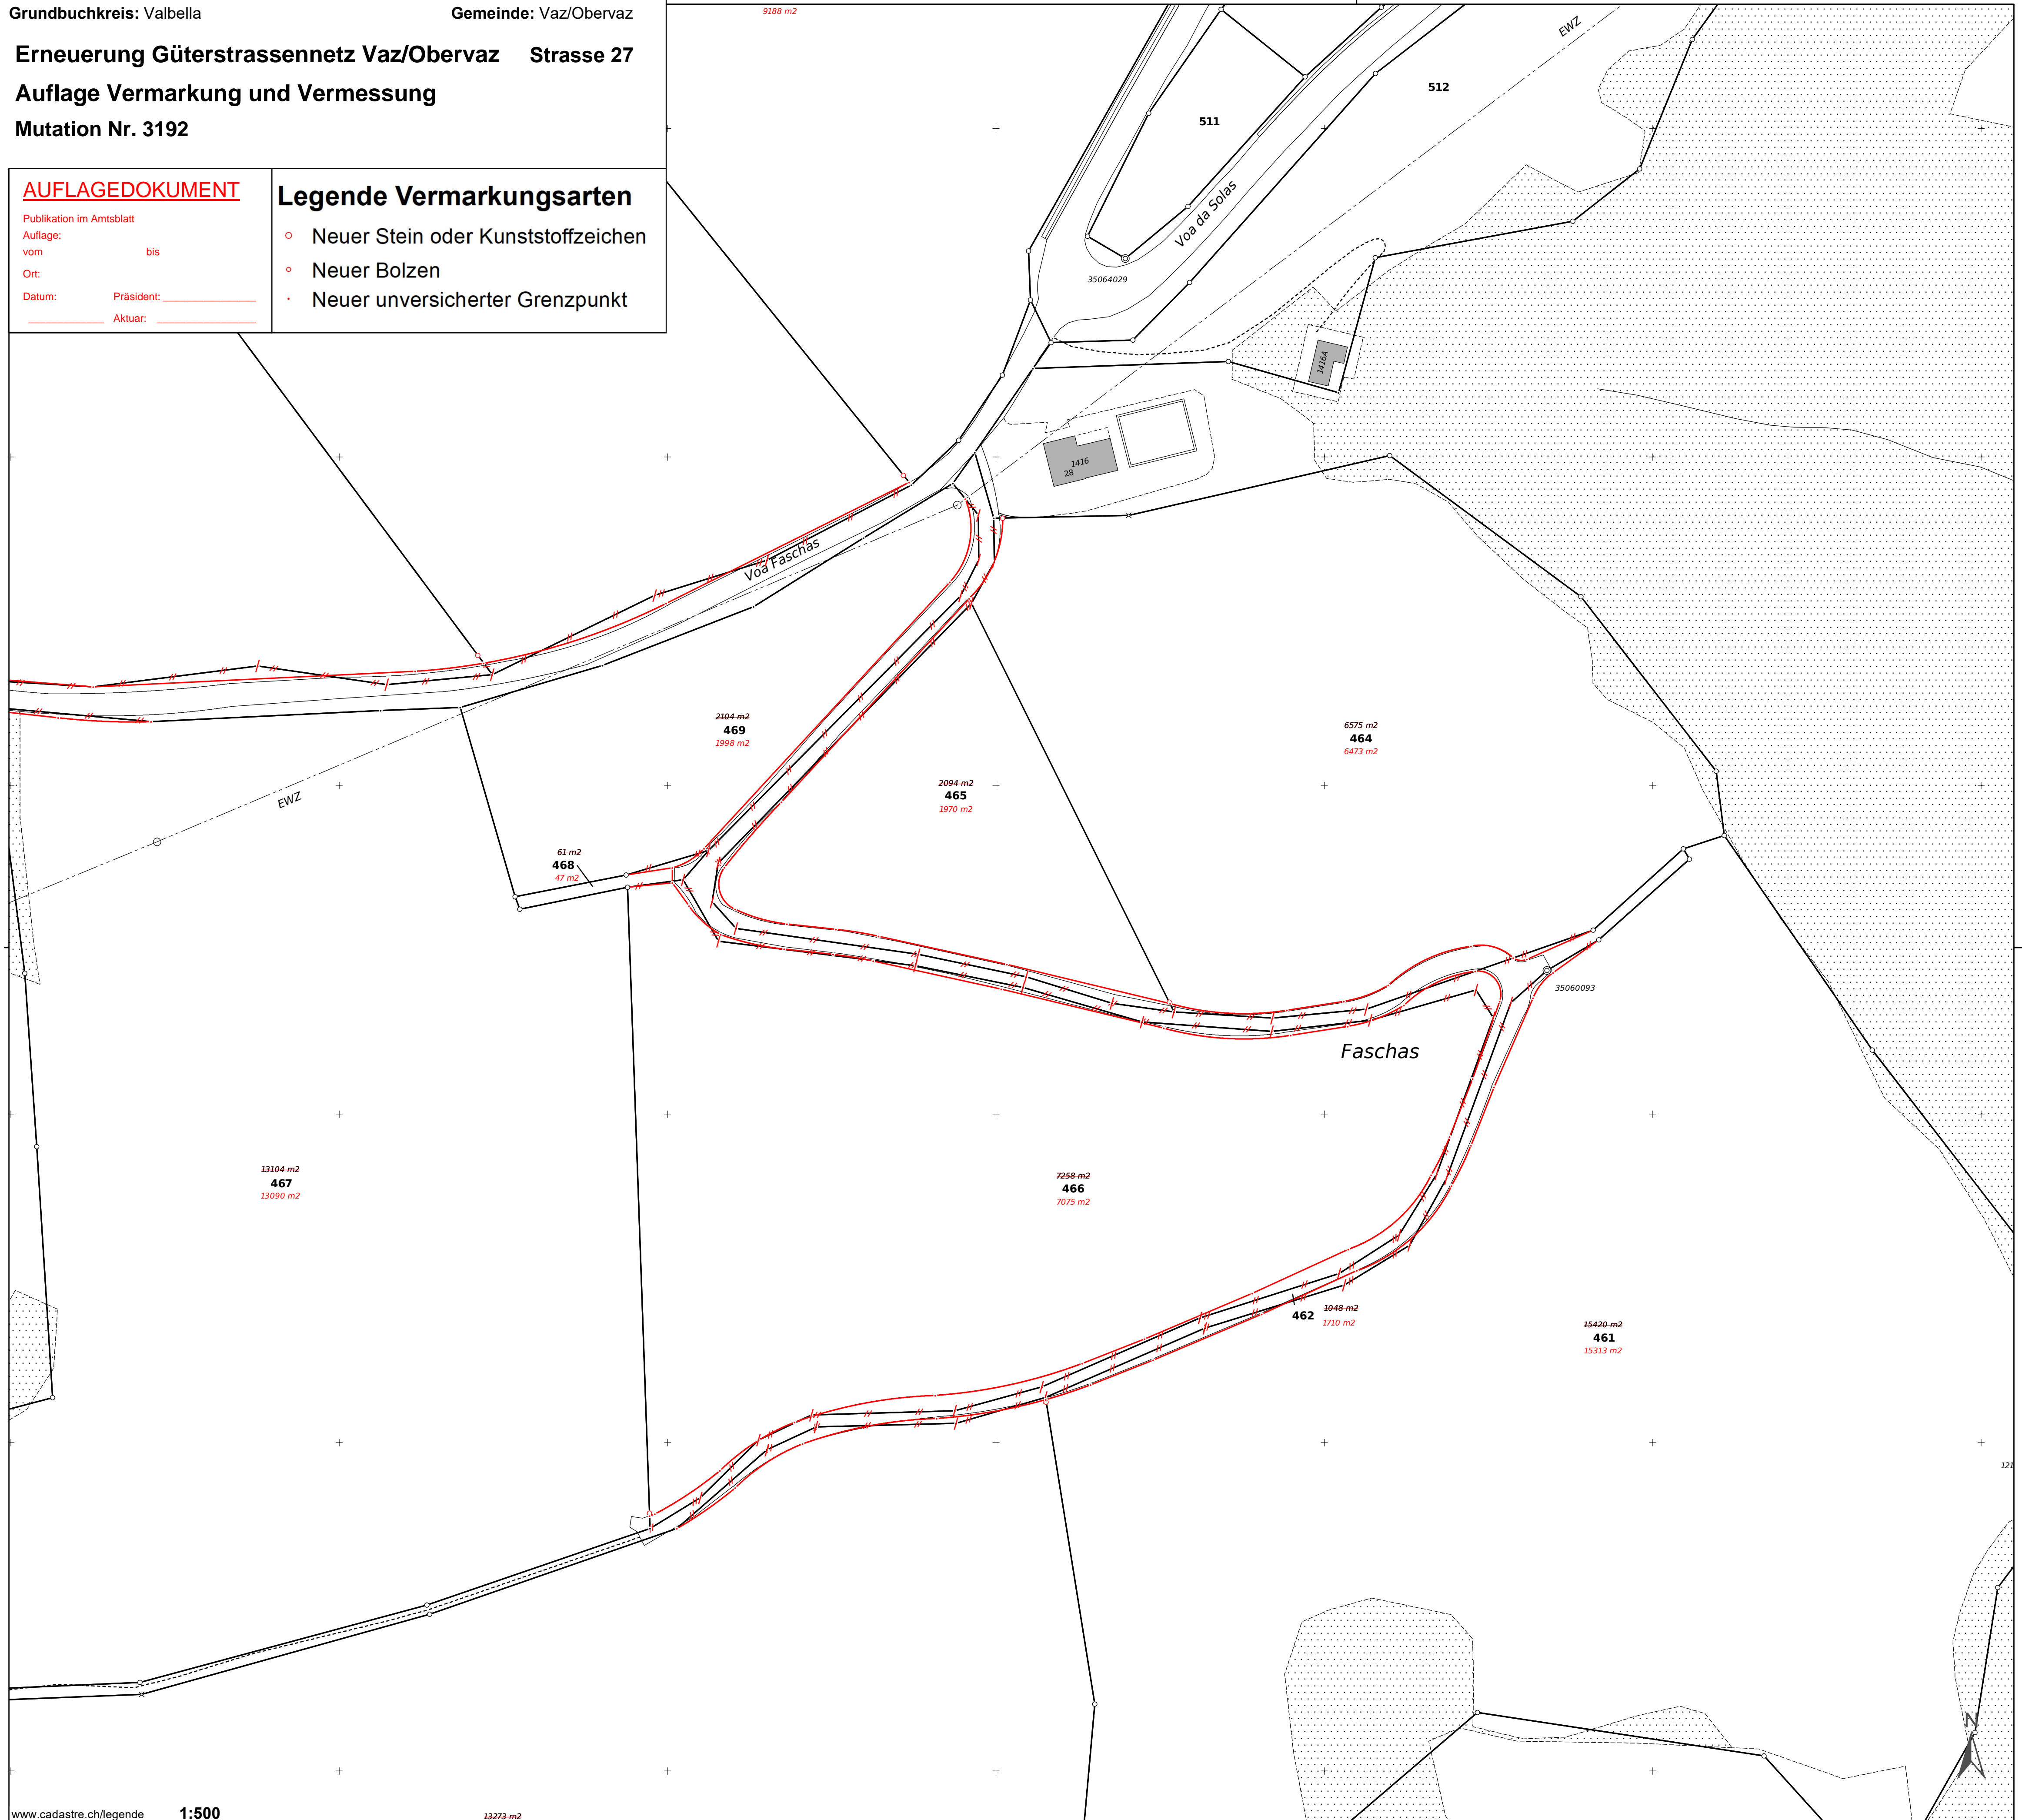 Grundbuchkreis: Valbella
Gemeinde: Vaz/Obervaz
Erneuerung Güterstrassennetz Vaz/Obervaz Strasse 27
Auflage Vermarkung und Vermessung
Mutation Nr. 3192
AUFLAGEDOKUMENT
Publikation im Amtsblatt
Auflage:
vom bis
Ort:
Datum: Präsident:
Aktuar:
Legende Vermarkungsarten
Neuer Stein oder Kunststoffzeichen
Neuer Bolzen
Neuer unversicherter Grenzpunkt
9188 m2
EWZ
512
511
Voa da Solas
35064029
1416A
1416
28
Voa Faschas
2104 m2
469
1998 m2
6575 m2
464
6473 m2
2094 m2
465
1970 m2
EWZ
61 m2
468
47 m2
35060093
Faschas
13104 m2
467
13090 m2
7258 m2
466
7075 m2
462
1048 m2
1710 m2
15420 m2
461
15313 m2
121
N
www.cadastre.ch/legende
1:500
13273 m2